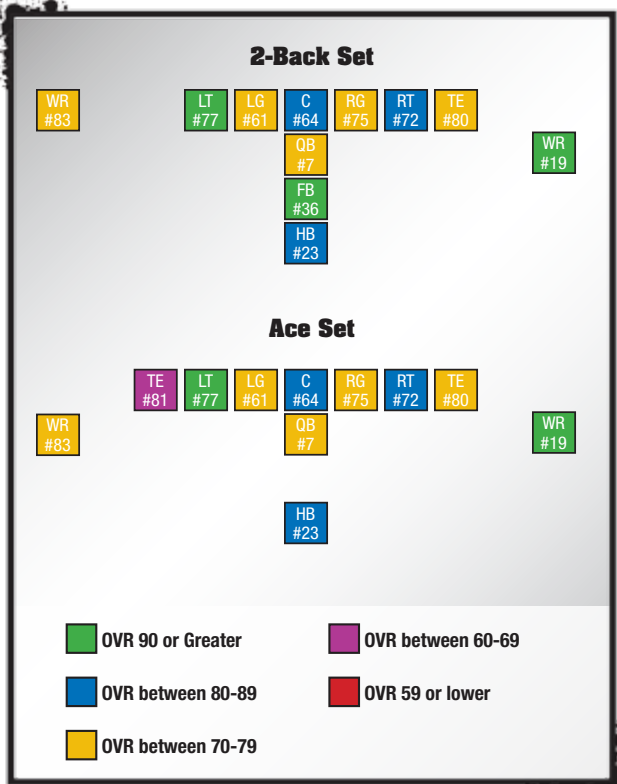 2-Back Set
WR LT LG C RG RT TE
#83 #77 #61 #64 #75 #72 #80
QB WR
#7 #19
FB
#36
HB
#23
Ace Set
TE LT LG C RG RT TE
#81 #77 #61 #64 #75 #72 #80
WR QB WR
#83 #7 #19
HB
#23
OVR 90 or Greater OVR between 60-69
OVR between 80-89 OVR 59 or lower
OVR between 70-79